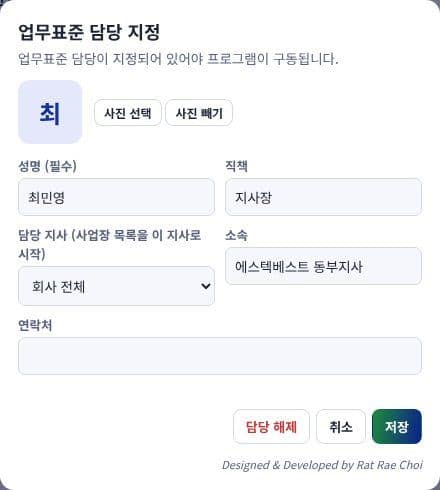 업무표준 담당 지정
업무표준 담당이 지정되어 있어야 프로그램이 구동됩니다.
최
사진 선택
사진 빼기
성명 (필수)
직책
최민영
지사장
담당 지사 (사업장 목록을 이 지사로
시작)
소속
회사 전체
에스텍베스트 동부지사
연락처
담당 해제
취소
저장
Designed & Developed by Rat Rae Choi